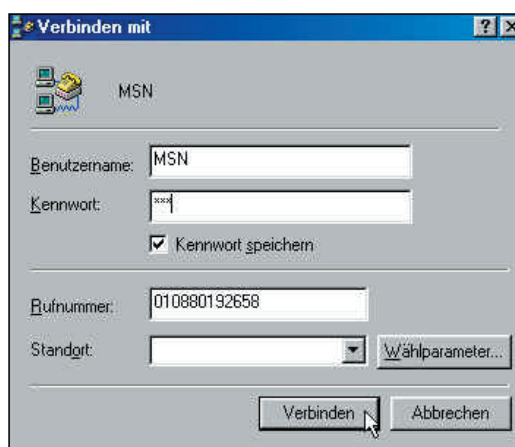 Verbinden mit
MSN
Benutzername: MSN
Kennwort: ***
Kennwort speichern
Rufnummer: 010880192658
Standort: Wählparameter...
Verbinden Abbrechen